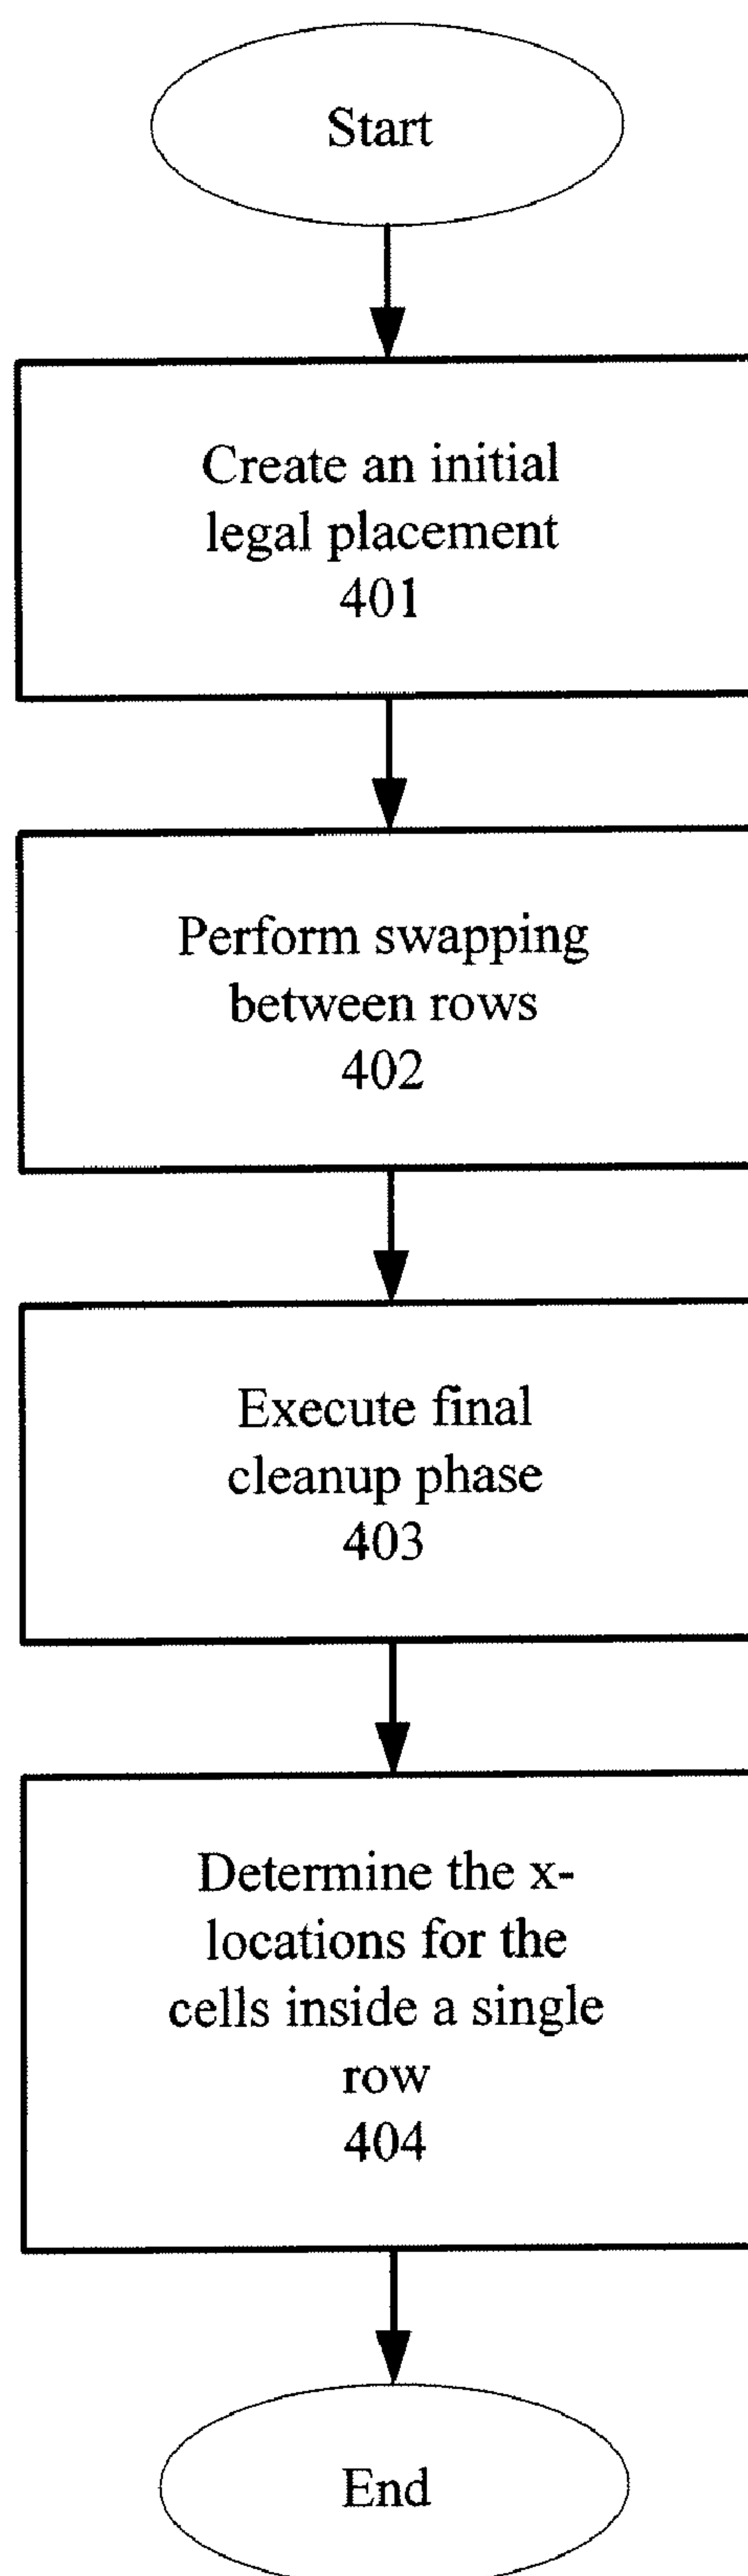 Start
Create an initial
legal placement
401
Perform swapping
between rows
402
Execute final
cleanup phase
403
Determine the x-
locations for the
cells inside a single
row
404
End